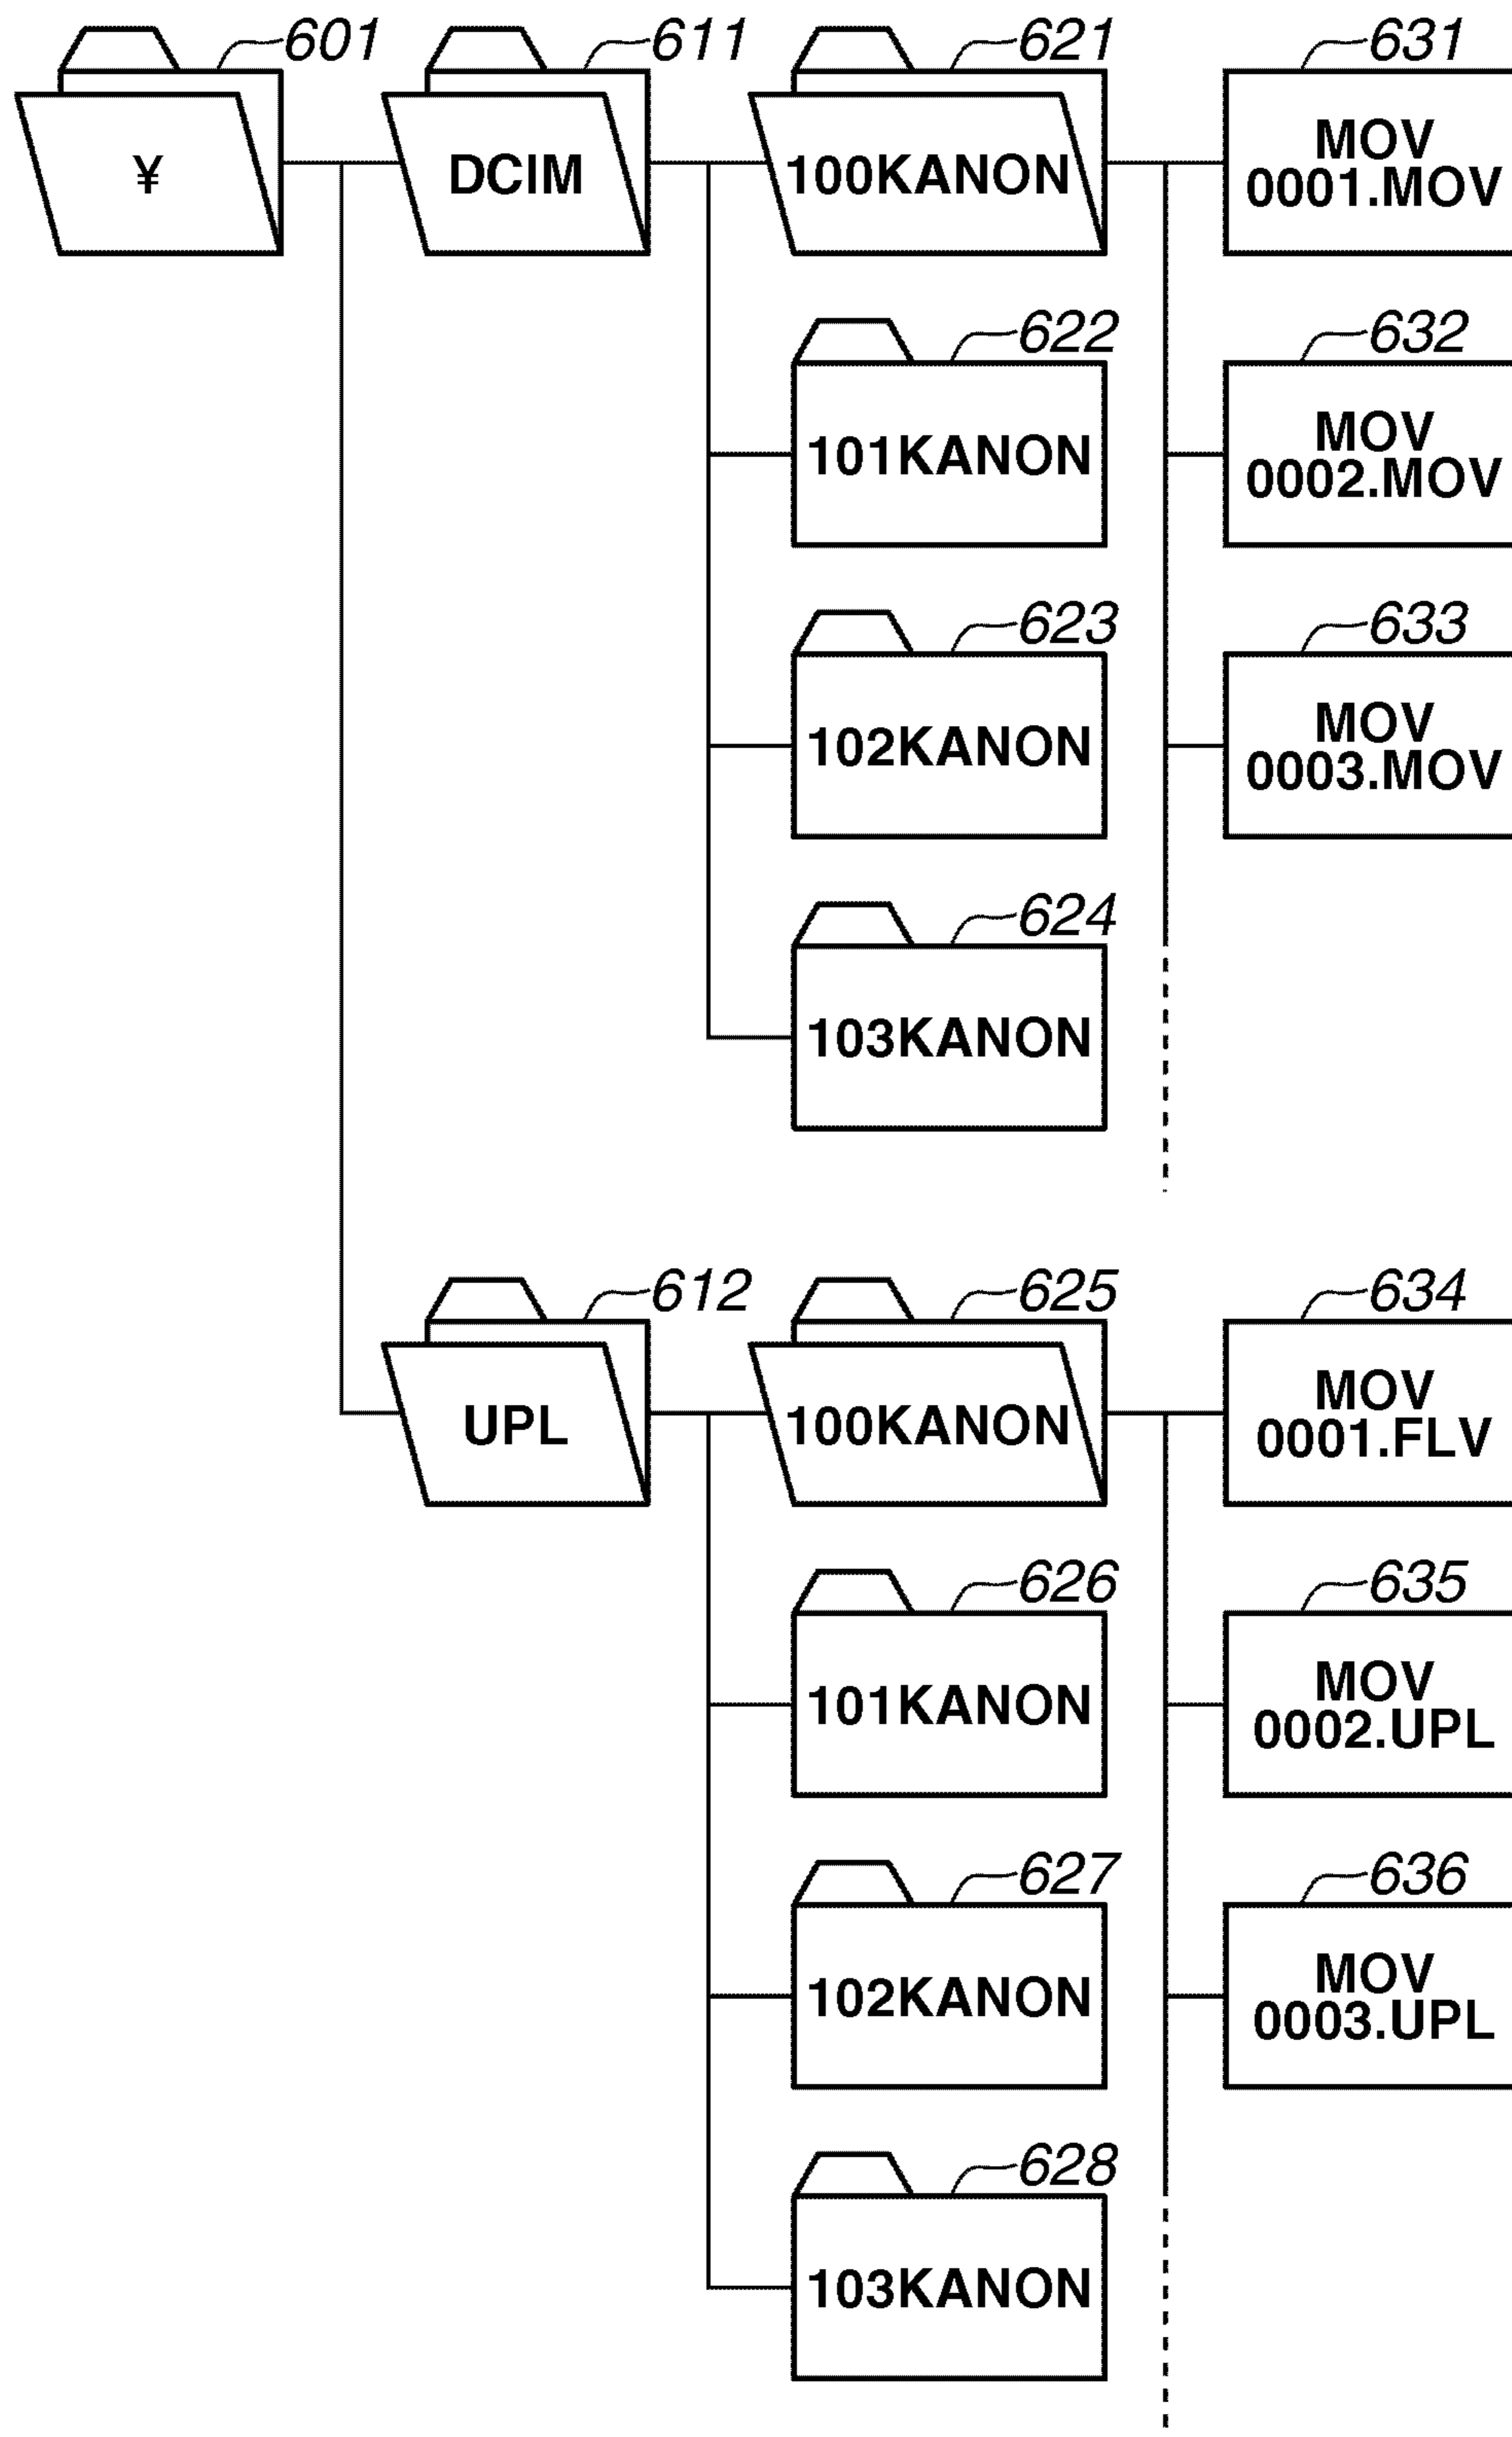 601
611
621
631
¥
DCIM
100KANON
MOV
0001.MOV
622
632
101KANON
MOV
0002.MOV
623
633
102KANON
MOV
0003.MOV
624
103KANON
612
625
634
UPL
100KANON
MOV
0001.FLV
626
635
101KANON
MOV
0002.UPL
627
636
102KANON
MOV
0003.UPL
628
103KANON